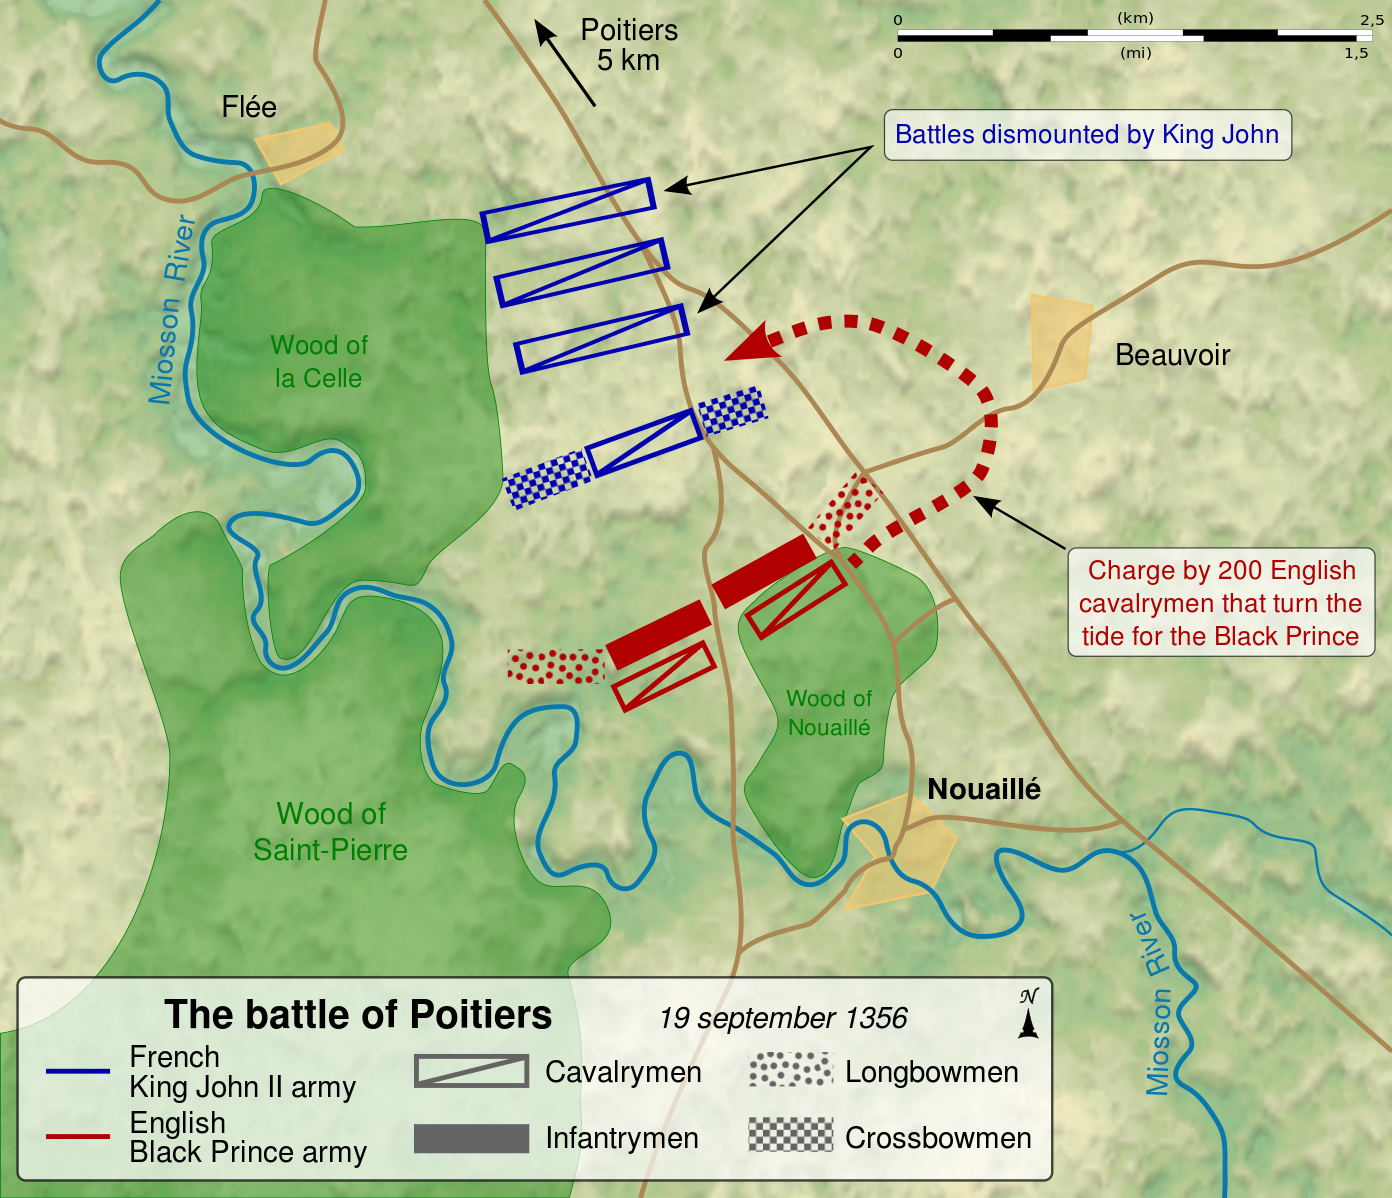 Poitiers
5 km
0 (km) 2,5
0 (mi) 1,5
Flée
Battles dismounted by King John
Miosson River
Wood of
la Celle
Beauvoir
Charge by 200 English
cavalrymen that turn the
tide for the Black Prince
Wood of
Nouaillé
Nouaillé
Wood of
Saint-Pierre
Miosson River
The battle of Poitiers
19 september 1356
N
French
King John II army
Cavalrymen
Longbowmen
English
Black Prince army
Infantrymen
Crossbowmen